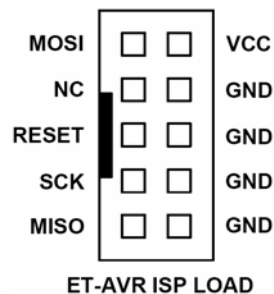 MOSI VCC
NC GND
RESET GND
SCK GND
MISO GND
ET-AVR ISP LOAD